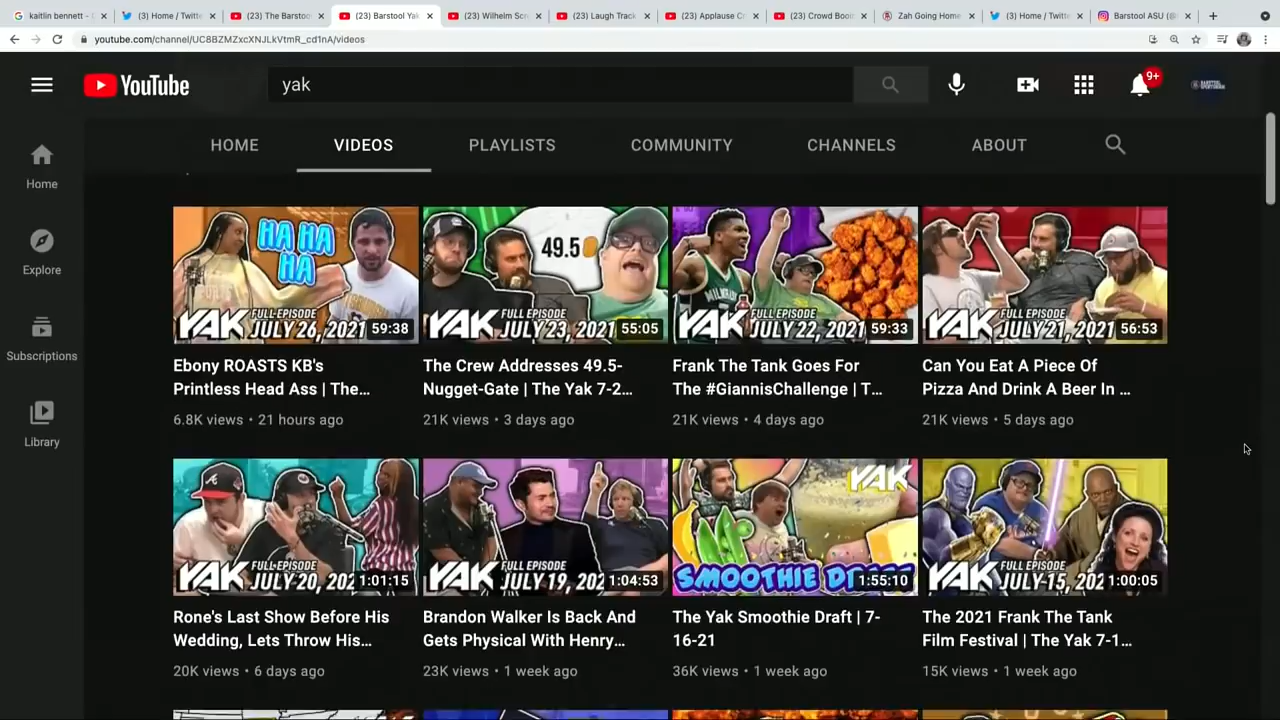 kaitlin bennett -
(3) Home / Twitte
(23) The Barstoo
(23) Barstool Yak
(23) Wilhelm Scr
(23) Laugh Track
(23) Applause C
(23) Crowd Boo
Zah Going Home
(3) Home / Twitte
Barstool ASU (@
youtube.com/channel/UC8BZMZxcXNJLkVtmR_cd1nA/videos
YouTube
yak
9+
HOME
VIDEOS
PLAYLISTS
COMMUNITY
CHANNELS
ABOUT
Home
Explore
Subscriptions
Library
HA HA
HA
YAK FULL EPISODE
JULY 26, 2021
59:38
49.5
YAK FULL EPISODE
JULY 23, 2021
55:05
YAK FULL EPISODE
JULY 22, 2021
59:33
YAK FULL EPISODE
JULY 21, 2021
56:53
Ebony ROASTS KB's
Printless Head Ass | The...
6.8K views • 21 hours ago
The Crew Addresses 49.5-
Nugget-Gate | The Yak 7-2...
21K views • 3 days ago
Frank The Tank Goes For
The #GiannisChallenge | T...
21K views • 4 days ago
Can You Eat A Piece Of
Pizza And Drink A Beer In ...
21K views • 5 days ago
YAK FULL EPISODE
JULY 20, 202
1:01:15
YAK FULL EPISODE
JULY 19, 202
1:04:53
YAK
SMOOTHIE DR
1:55:10
YAK FULL EPISODE
JULY 15, 202
1:00:05
Rone's Last Show Before His
Wedding, Lets Throw His...
20K views • 6 days ago
Brandon Walker Is Back And
Gets Physical With Henry...
23K views • 1 week ago
The Yak Smoothie Draft | 7-
16-21
36K views • 1 week ago
The 2021 Frank The Tank
Film Festival | The Yak 7-1...
15K views • 1 week ago